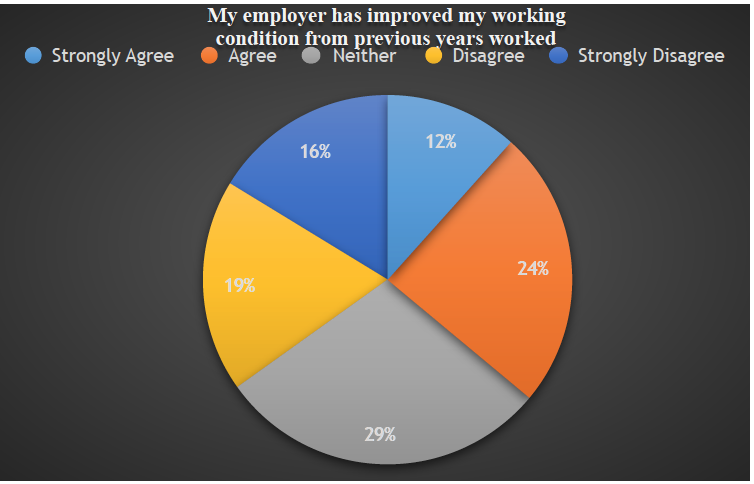 My employer has improved my working
condition from previous years worked
Strongly Agree Agree Neither Disagree Strongly Disagree
12%
16%
24%
19%
29%